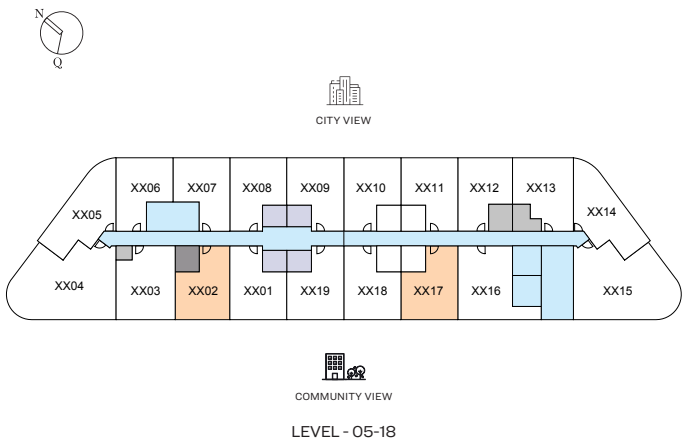 N
Q
CITY VIEW
XX06 XX07 XX08 XX09 XX10 XX11 XX12 XX13
XX05 XX14
XX04 XX03 XX02 XX01 XX19 XX18 XX17 XX16 XX15
COMMUNITY VIEW
LEVEL - 05-18